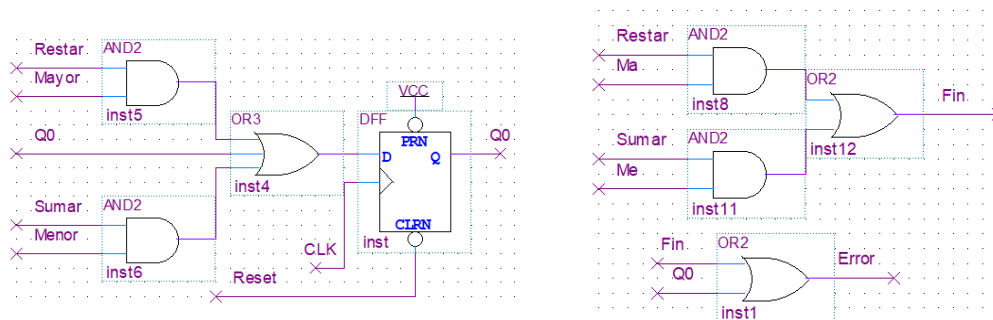 Restar
AND2
Mayor
inst5
Q0
OR3
inst4
Sumar
AND2
Menor
inst6
VCC
DFF
PRN
D
Q
Q0
CLRN
inst
CLK
Reset
Restar
AND2
Ma
inst8
OR2
Fin
inst12
Sumar
AND2
Me
inst11
Fin
OR2
Q0
Error
inst1